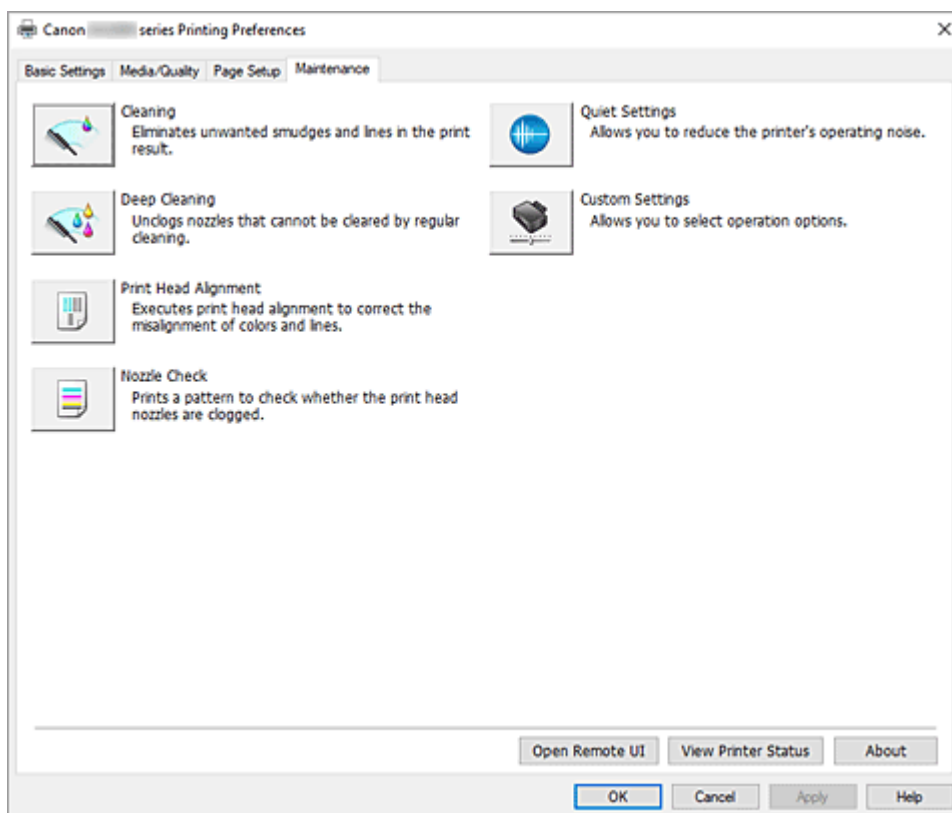 Canon series Printing Preferences
Basic Settings Media/Quality Page Setup Maintenance
Cleaning
Eliminates unwanted smudges and lines in the print
result.
Deep Cleaning
Unclogs nozzles that cannot be cleared by regular
cleaning.
Print Head Alignment
Executes print head alignment to correct the
misalignment of colors and lines.
Nozzle Check
Prints a pattern to check whether the print head
nozzles are clogged.
Quiet Settings
Allows you to reduce the printer's operating noise.
Custom Settings
Allows you to select operation options.
Open Remote UI View Printer Status About
OK Cancel Apply Help